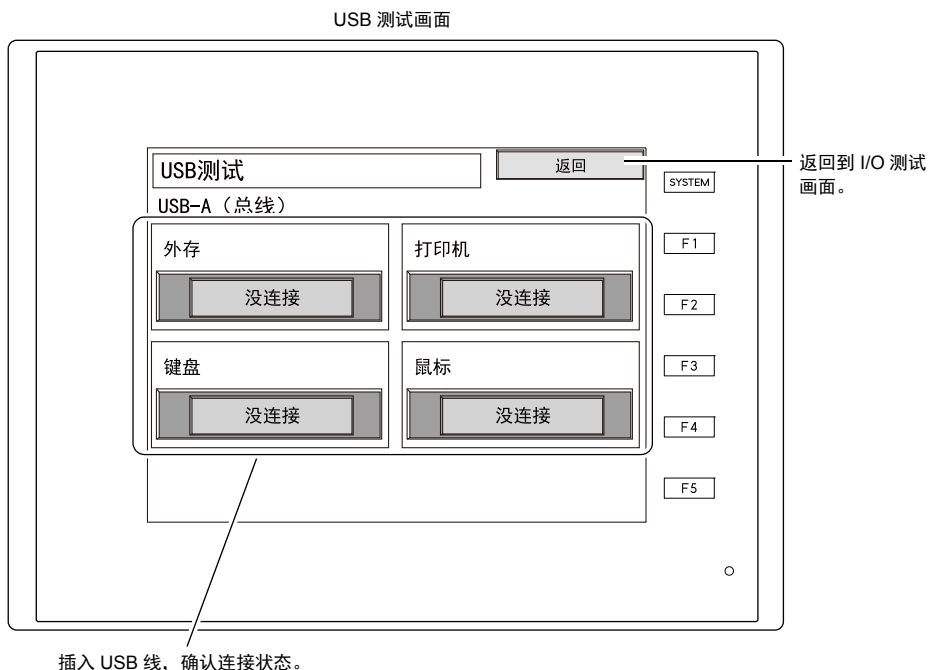 USB 测试画面
USB测试
返回
返回到 I/O 测试
画面。
SYSTEM
USB-A（总线）
外存
打印机
F1
没连接
没连接
F2
键盘
鼠标
F3
没连接
没连接
F4
F5
插入 USB 线，确认连接状态。